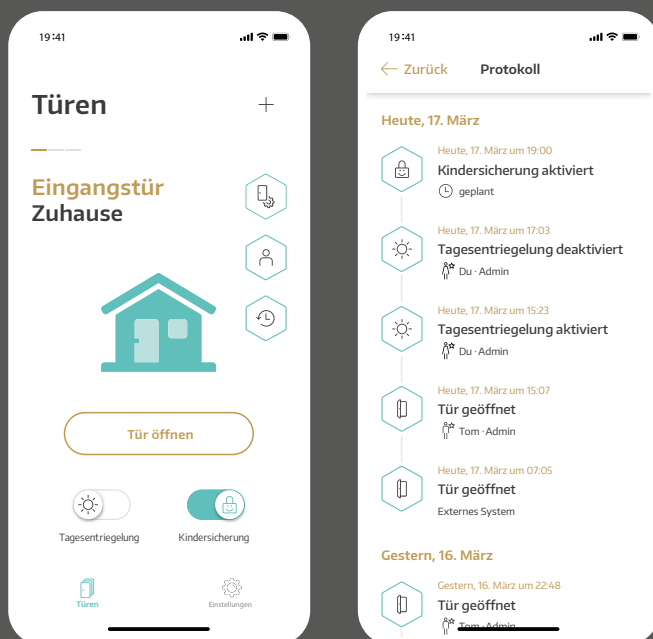 19:41
Türen
Eingangstür
Zuhause
Tür öffnen
Tagesentriegelung
Kindersicherung
Türen
Einstellungen
19:41
Zurück
Protokoll
Heute, 17. März
Heute, 17. März um 19:00
Kindersicherung aktiviert
geplant
Heute, 17. März um 17:03
Tagesentriegelung deaktiviert
Du · Admin
Heute, 17. März um 15:23
Tagesentriegelung aktiviert
Du · Admin
Heute, 17. März um 15:07
Tür geöffnet
Tom · Admin
Heute, 17. März um 07:05
Tür geöffnet
Externes System
Gestern, 16. März
Gestern, 16. März um 22:48
Tür geöffnet
Tom · Admin